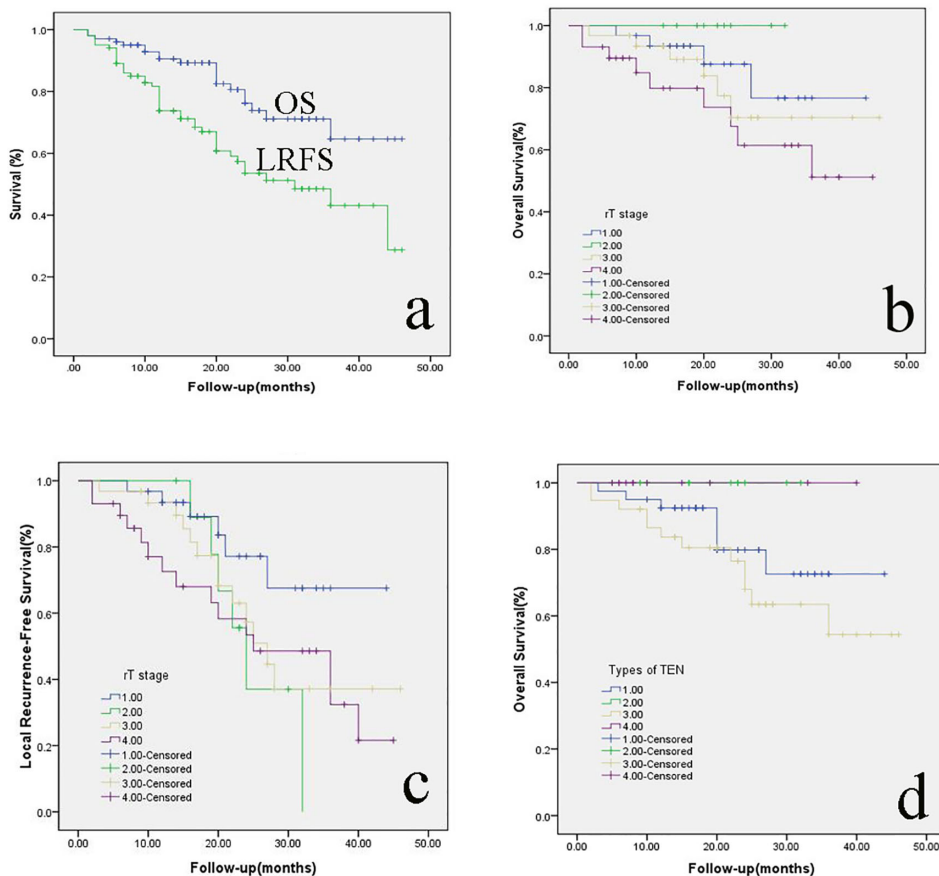 1.0
0.8
0.6
0.4
0.2
0.0
Survival (%)
OS
LRFS
a
.00 10.00 20.00 30.00 40.00 50.00
Follow-up(months)
1.0
0.8
0.6
0.4
0.2
0.0
Overall Survival(%)
rT stage
1.00
2.00
3.00
4.00
1.00-Censored
2.00-Censored
3.00-Censored
4.00-Censored
b
0.00 10.00 20.00 30.00 40.00 50.00
Follow-up(months)
1.0
0.8
0.6
0.4
0.2
0.0
Local Recurrence-Free Survival(%)
rT stage
1.00
2.00
3.00
4.00
1.00-Censored
2.00-Censored
3.00-Censored
4.00-Censored
c
0.00 10.00 20.00 30.00 40.00 50.00
Follow-up(months)
1.0
0.8
0.6
0.4
0.2
0.0
Overall Survival(%)
Types of TEN
1.00
2.00
3.00
4.00
1.00-Censored
2.00-Censored
3.00-Censored
4.00-Censored
d
0.00 10.00 20.00 30.00 40.00 50.00
Follow-up(months)